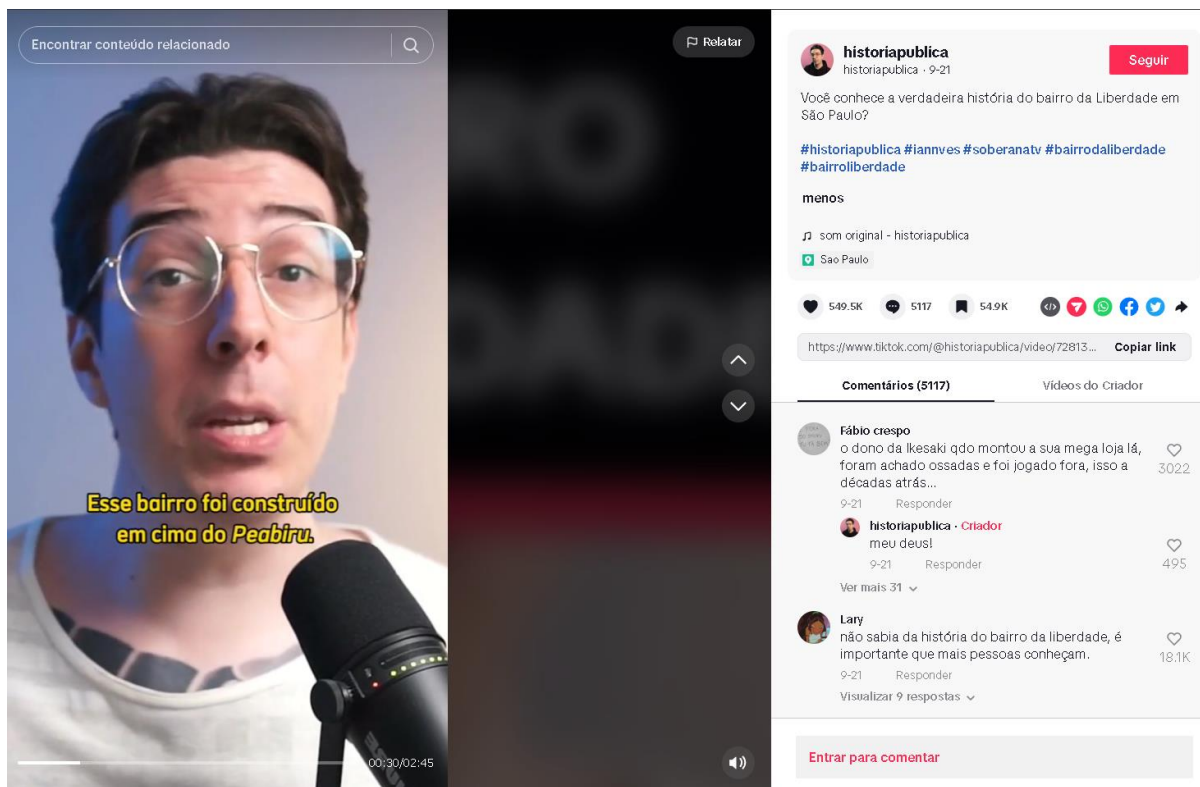 Encontrar conteúdo relacionado
Esse bairro foi construído
em cima do Peabiru.
00:30/02:45
Relatar
historiapublica
historiapublica · 9-21
Seguir
Você conhece a verdadeira história do bairro da Liberdade em
São Paulo?
#historiapublica #iannves #soberanatv #bairrodaliberdade
#bairroliberdade
menos
som original - historiapublica
Sao Paulo
549.5K
5117
54.9K
https://www.tiktok.com/@historiapublica/video/72813...
Copiar link
Comentários (5117)
Vídeos do Criador
Fábio crespo
o dono da Ikesaki qdo montou a sua mega loja lá,
foram achado ossadas e foi jogado fora, isso a
décadas atrás...
3022
9-21 Responder
historiapublica · Criador
meu deus!
495
9-21 Responder
Ver mais 31
Lary
não sabia da história do bairro da liberdade, é
importante que mais pessoas conheçam.
18.1K
9-21 Responder
Visualizar 9 respostas
Entrar para comentar